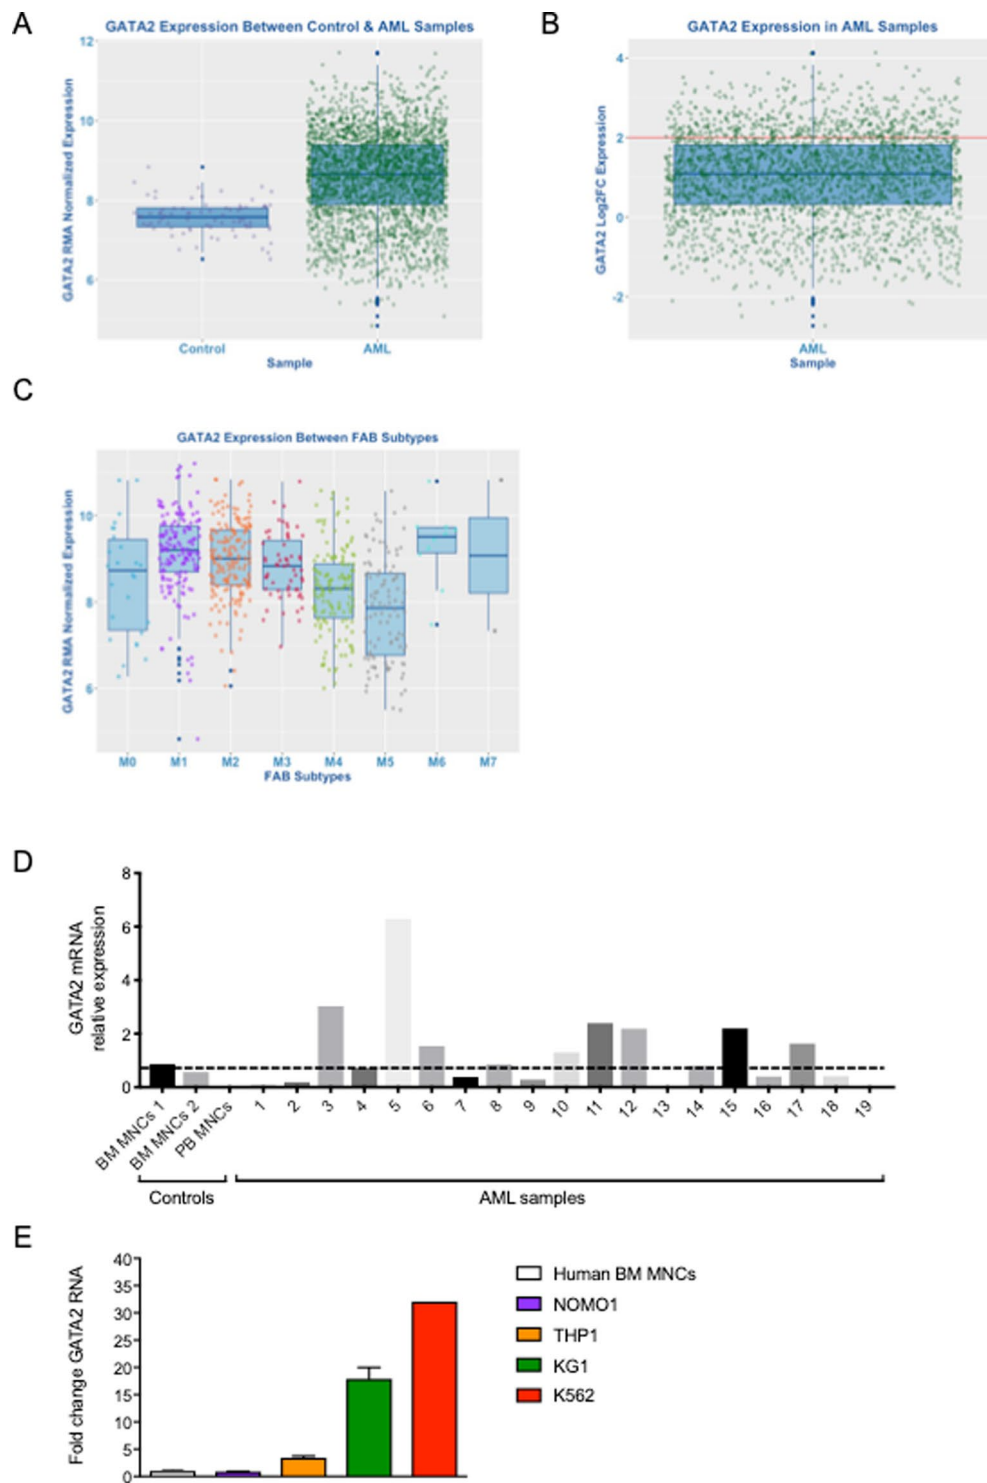 A
GATA2 Expression Between Control & AML Samples
GATA2 RMA Normalized Expression
12
10
8
6
Control
AML
Sample
B
GATA2 Expression in AML Samples
GATA2 Log2FC Expression
4
2
0
-2
AML
Sample
C
GATA2 Expression Between FAB Subtypes
GATA2 RMA Normalized Expression
10
8
6
M0 M1 M2 M3 M4 M5 M6 M7
FAB Subtypes
D
GATA2 mRNA
relative expression
8
6
4
2
0
BM MNCs 1
BM MNCs 2
PB MNCs
1 2 3 4 5 6 7 8 9 10 11 12 13 14 15 16 17 18 19
Controls
AML samples
E
Fold change GATA2 RNA
40
35
30
25
20
15
10
5
0
Human BM MNCs
NOMO1
THP1
KG1
K562